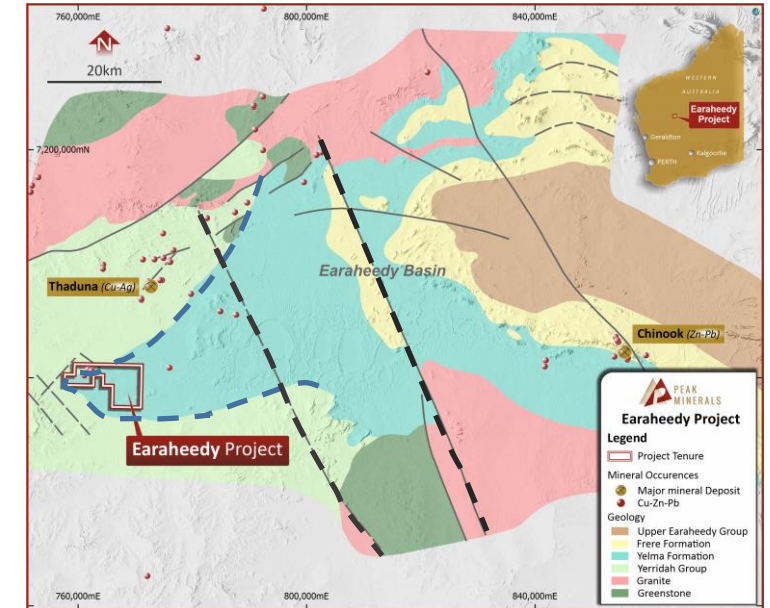 760,000mE
800,000mE
840,000mE
N
20km
7,200,000mN
WESTERN
AUSTRALIA
Earaheedy
Project
Geraldton
Kalgoorlie
PERTH
Earaheedy Basin
Thaduna (Cu-Ag)
Chinook (Zn-Pb)
Earaheedy Project
PEAK
MINERALS
Earaheedy Project
Legend
Project Tenure
Mineral Occurences
Major mineral Deposit
Cu-Zn-Pb
Geology
Upper Earaheedy Group
Frere Formation
Yelma Formation
Yerridah Group
Granite
Greenstone
760,000mE
800,000mE
840,000mE